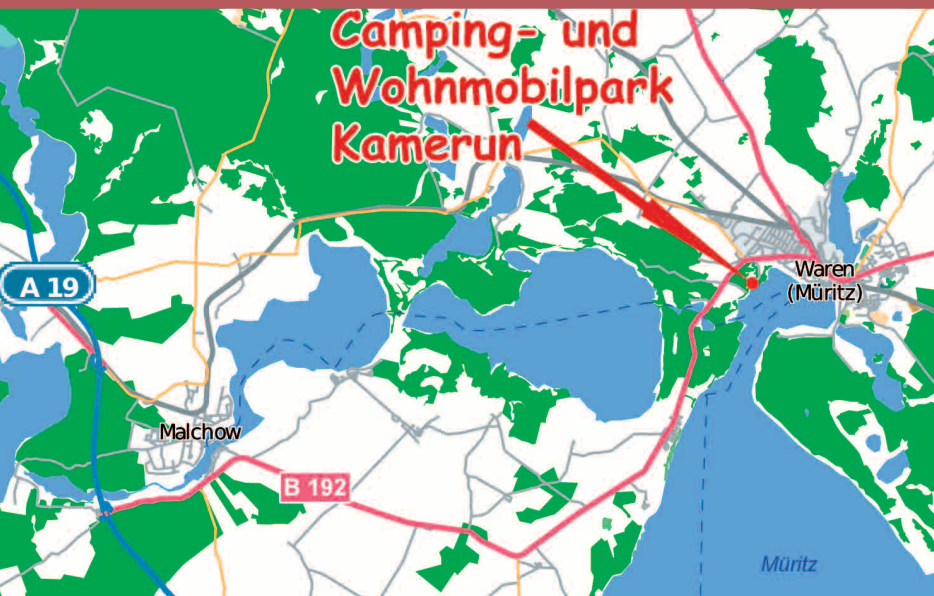 Camping- und
Wohnmobilpark
Kamerun
A 19
Waren
(Müritz)
Malchow
B 192
Müritz